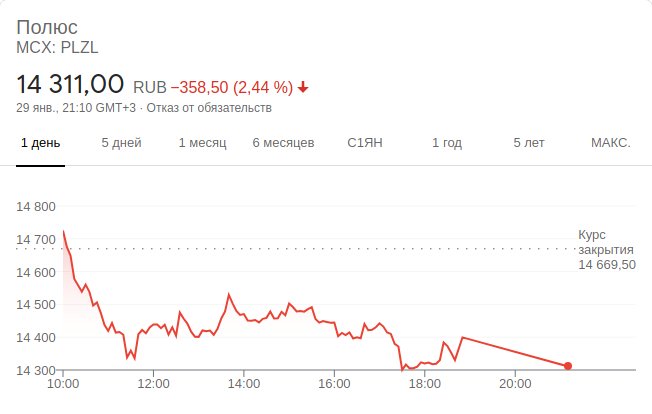 Полюс
MCX: PLZL
14 311,00 RUB −358,50 (2,44 %)
29 янв., 21:10 GMT+3 · Отказ от обязательств
1 день 5 дней 1 месяц 6 месяцев С1ЯН 1 год 5 лет МАКС.
14 800
14 700
14 600
14 500
14 400
14 300
Курс
закрытия
14 669,50
10:00 12:00 14:00 16:00 18:00 20:00